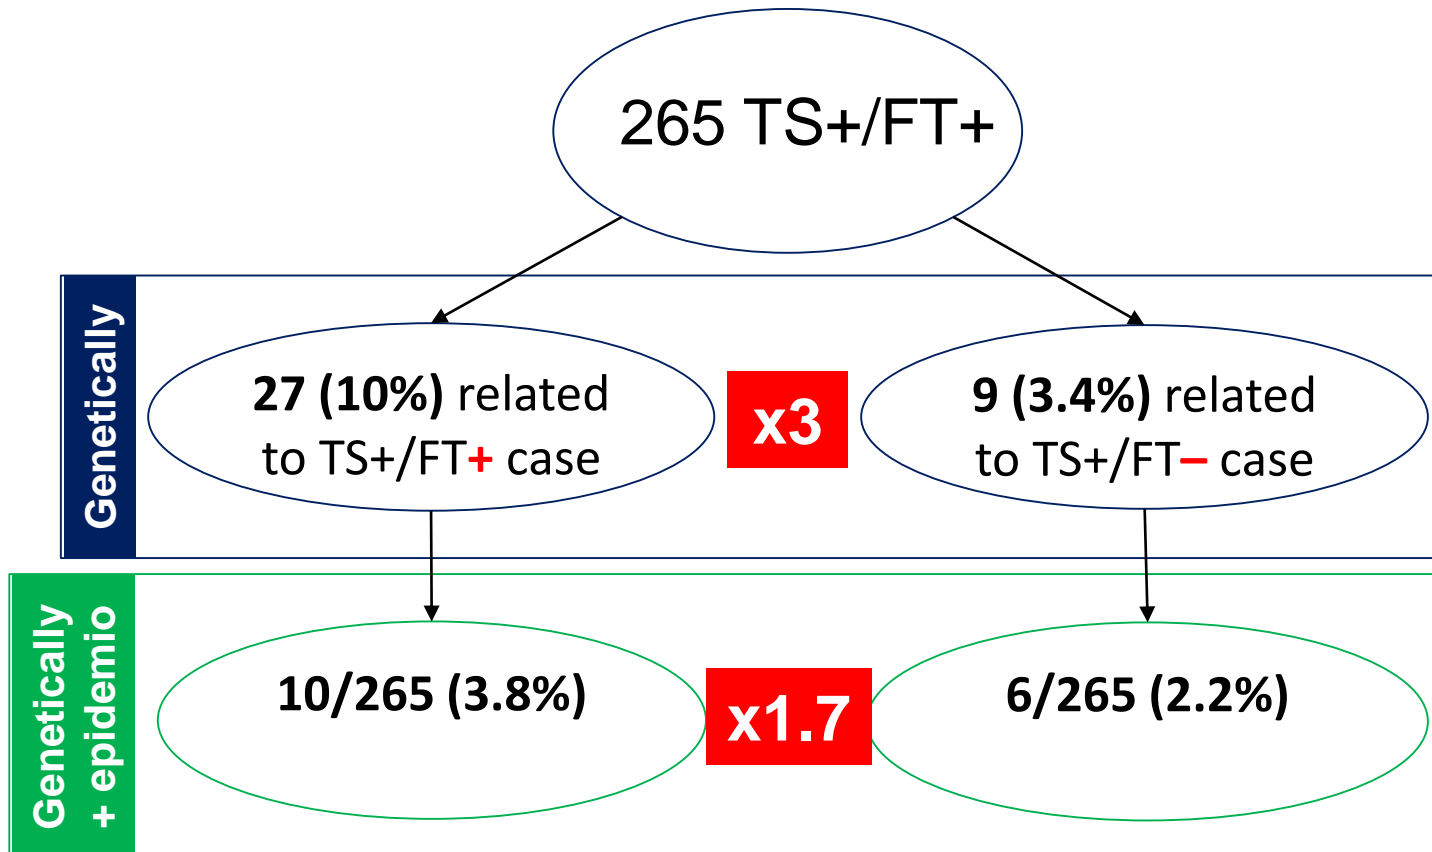 265 TS+/FT+
Genetically
27 (10%) related
to TS+/FT+ case
x3
9 (3.4%) related
to TS+/FT– case
Genetically
+ epidemio
10/265 (3.8%)
x1.7
6/265 (2.2%)